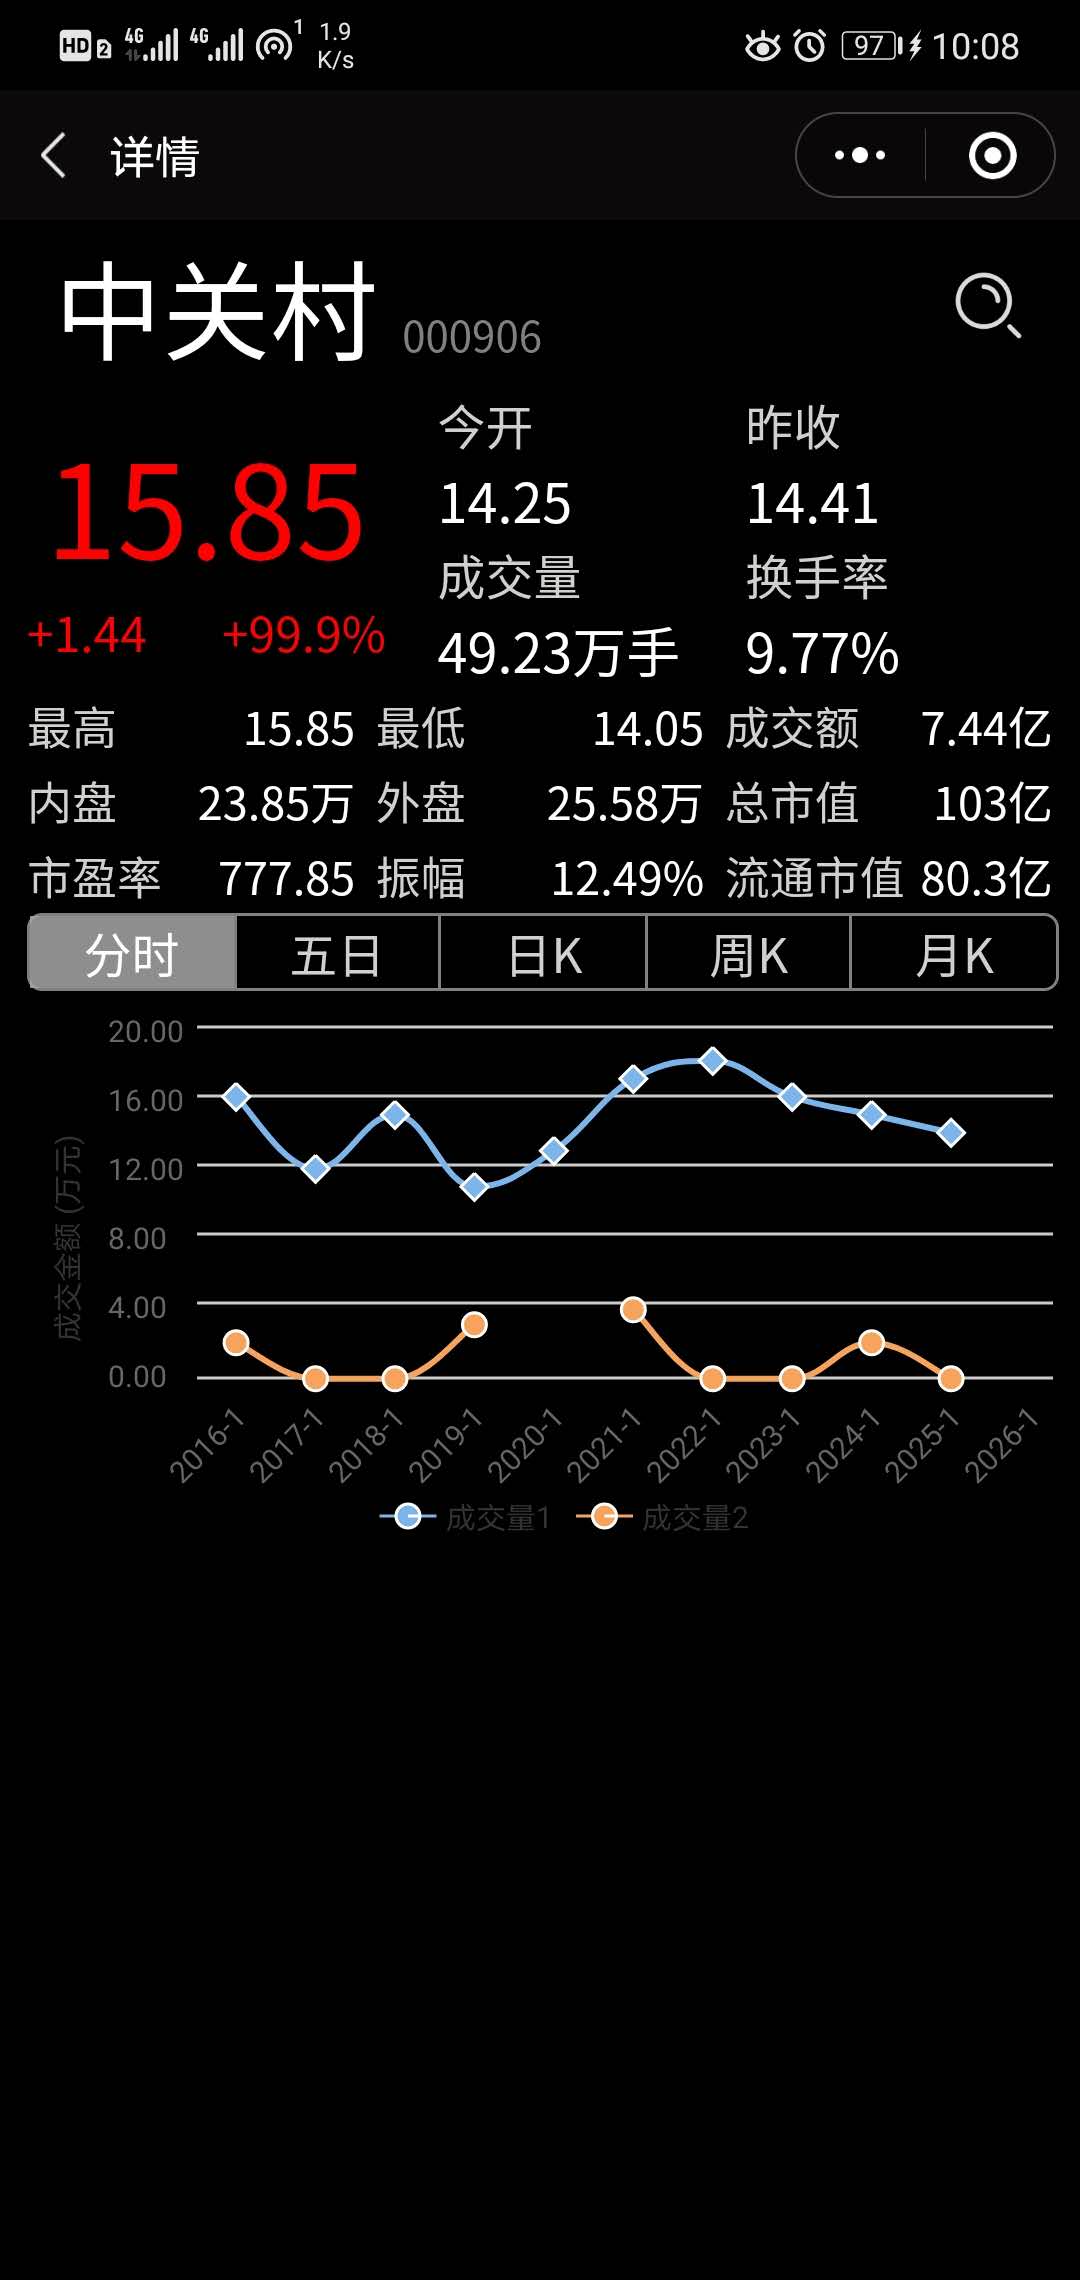 HD 2 4G 4G 1 1.9 K/s 97 10:08
详情
中关村 000906
15.85
+1.44 +99.9%
今开 昨收
14.25 14.41
成交量 换手率
49.23万手 9.77%
最高 15.85 最低 14.05 成交额 7.44亿
内盘 23.85万 外盘 25.58万 总市值 103亿
市盈率 777.85 振幅 12.49% 流通市值 80.3亿
分时 五日 日K 周K 月K
成交金额 (万元)
20.00
16.00
12.00
8.00
4.00
0.00
2016-1 2017-1 2018-1 2019-1 2020-1 2021-1 2022-1 2023-1 2024-1 2025-1 2026-1
成交量1 成交量2